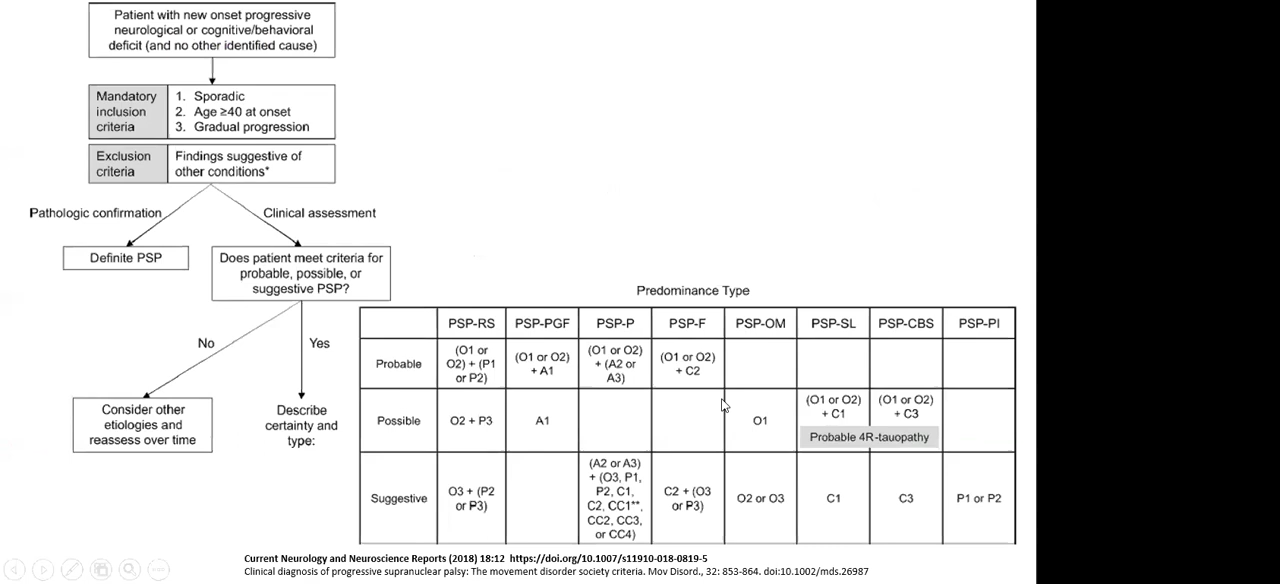 Patient with new onset progressive
neurological or cognitive/behavioral
deficit (and no other identified cause)
Mandatory
inclusion
criteria
1. Sporadic
2. Age ≥40 at onset
3. Gradual progression
Exclusion
criteria
Findings suggestive of
other conditions*
Pathologic confirmation
Clinical assessment
Definite PSP
Does patient meet criteria for
probable, possible, or
suggestive PSP?
No
Yes
Consider other
etiologies and
reassess over time
Describe
certainty and
type:
Predominance Type
PSP-RS PSP-PGF PSP-P PSP-F PSP-OM PSP-SL PSP-CBS PSP-PI
Probable
(O1 or
O2) + (P1
or P2)
(O1 or O2)
+ A1
(O1 or O2)
+ (A2 or
A3)
(O1 or O2)
+ C2
Possible
O2 + P3
A1
O1
(O1 or O2)
+ C1
(O1 or O2)
+ C3
Probable 4R-tauopathy
Suggestive
O3 + (P2
or P3)
(A2 or A3)
+ (O3, P1,
P2, C1,
C2, CC1**,
CC2, CC3,
or CC4)
C2 + (O3
or P3)
O2 or O3
C1
C3
P1 or P2
Current Neurology and Neuroscience Reports (2018) 18:12 https://doi.org/10.1007/s11910-018-0819-5
Clinical diagnosis of progressive supranuclear palsy: The movement disorder society criteria. Mov Disord., 32: 853-864. doi:10.1002/mds.26987